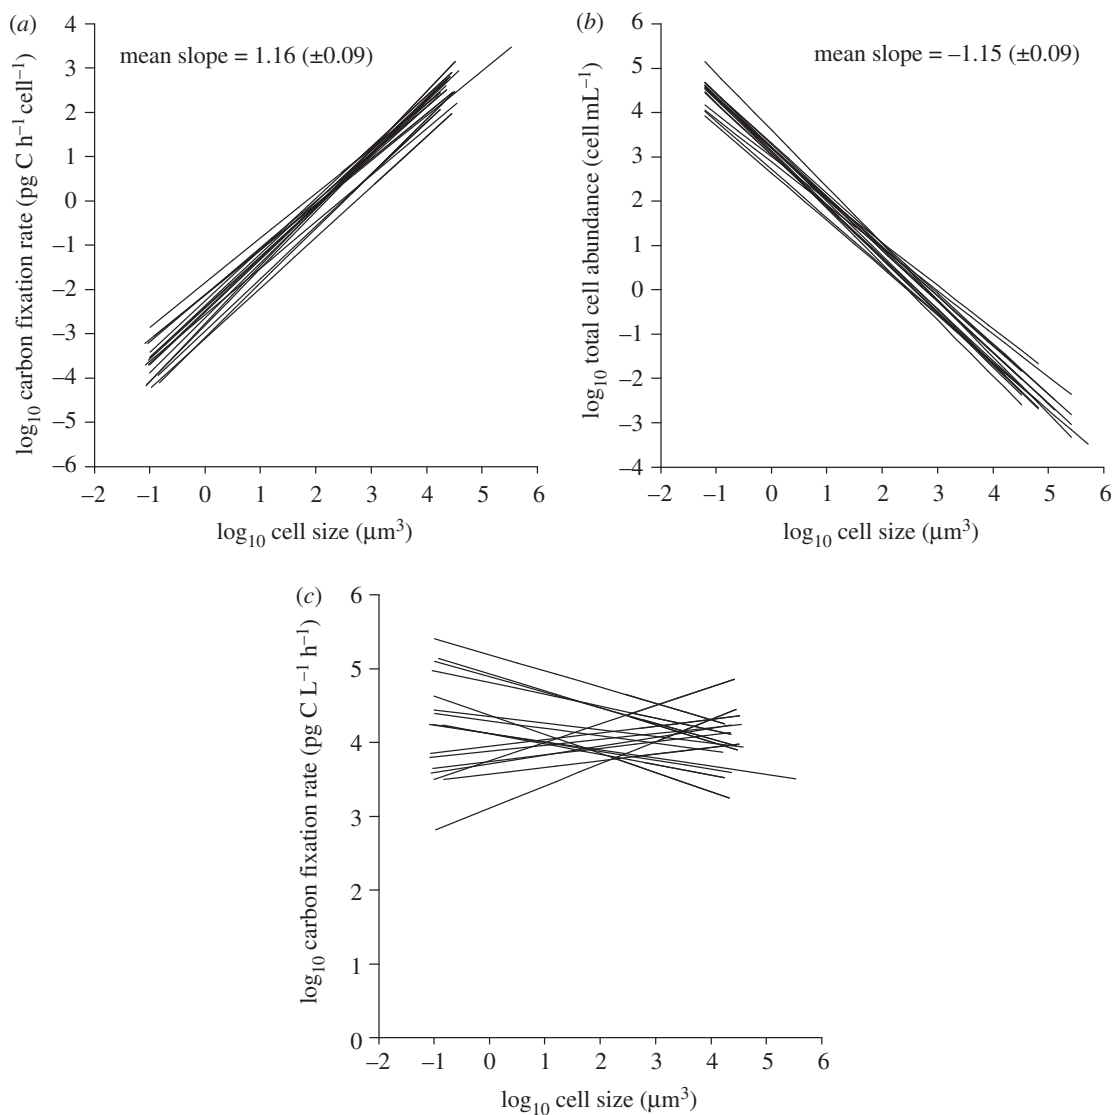 (a)
4
3
2
1
0
–1
–2
–3
–4
–5
–6
log₁₀ carbon fixation rate (pg C h⁻¹ cell⁻¹)
mean slope = 1.16 (±0.09)
–2 –1 0 1 2 3 4 5 6
log₁₀ cell size (μm³)
(b)
6
5
4
3
2
1
0
–1
–2
–3
–4
log₁₀ total cell abundance (cell mL⁻¹)
mean slope = –1.15 (±0.09)
–2 –1 0 1 2 3 4 5 6
log₁₀ cell size (μm³)
(c)
6
5
4
3
2
1
0
log₁₀ carbon fixation rate (pg C L⁻¹ h⁻¹)
–2 –1 0 1 2 3 4 5 6
log₁₀ cell size (μm³)